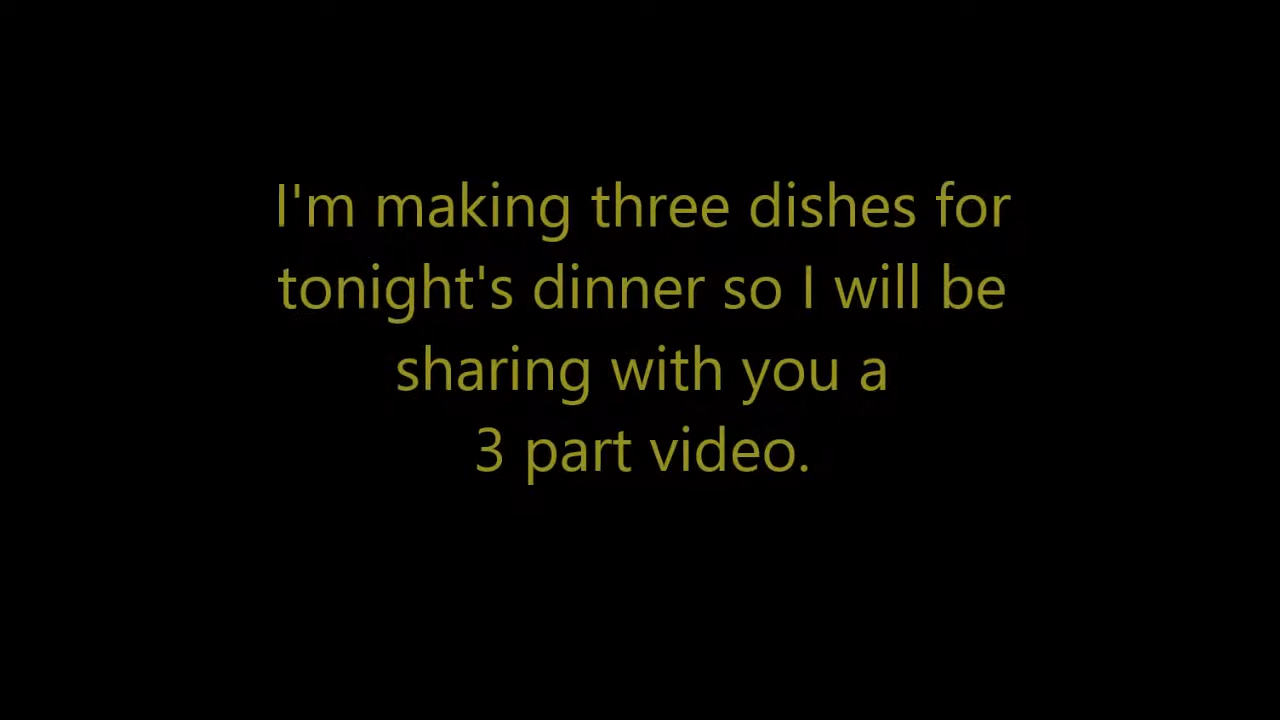 I'm making three dishes for
tonight's dinner so I will be
sharing with you a
3 part video.